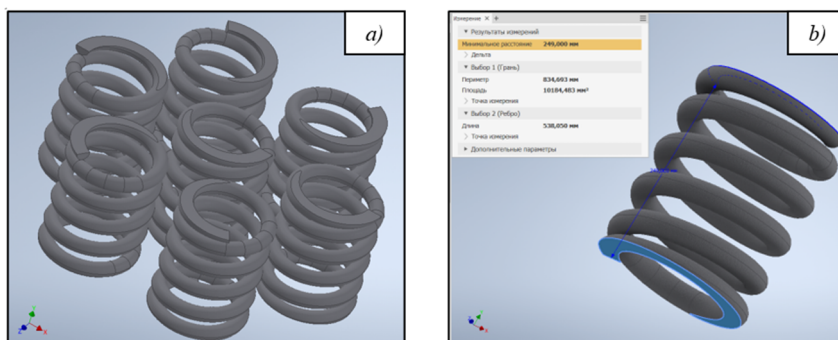 a)
Измерение × +
▼ Результаты измерений
Минимальное расстояние 249,000 мм
> Дельта
▼ Выбор 1 (Грань)
Периметр 834,693 мм
Площадь 10184,483 мм²
> Точка измерения
▼ Выбор 2 (Ребро)
Длина 538,050 мм
> Точка измерения
▶ Дополнительные параметры
b)